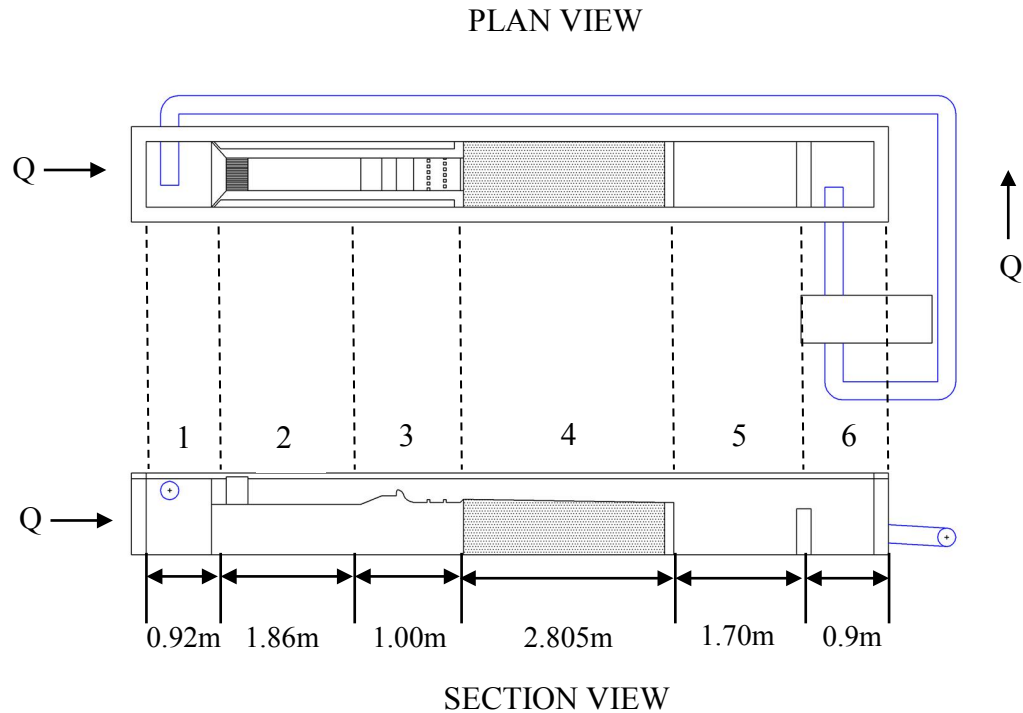 PLAN VIEW
Q
Q
1 2 3 4 5 6
Q
0.92m 1.86m 1.00m 2.805m 1.70m 0.9m
SECTION VIEW